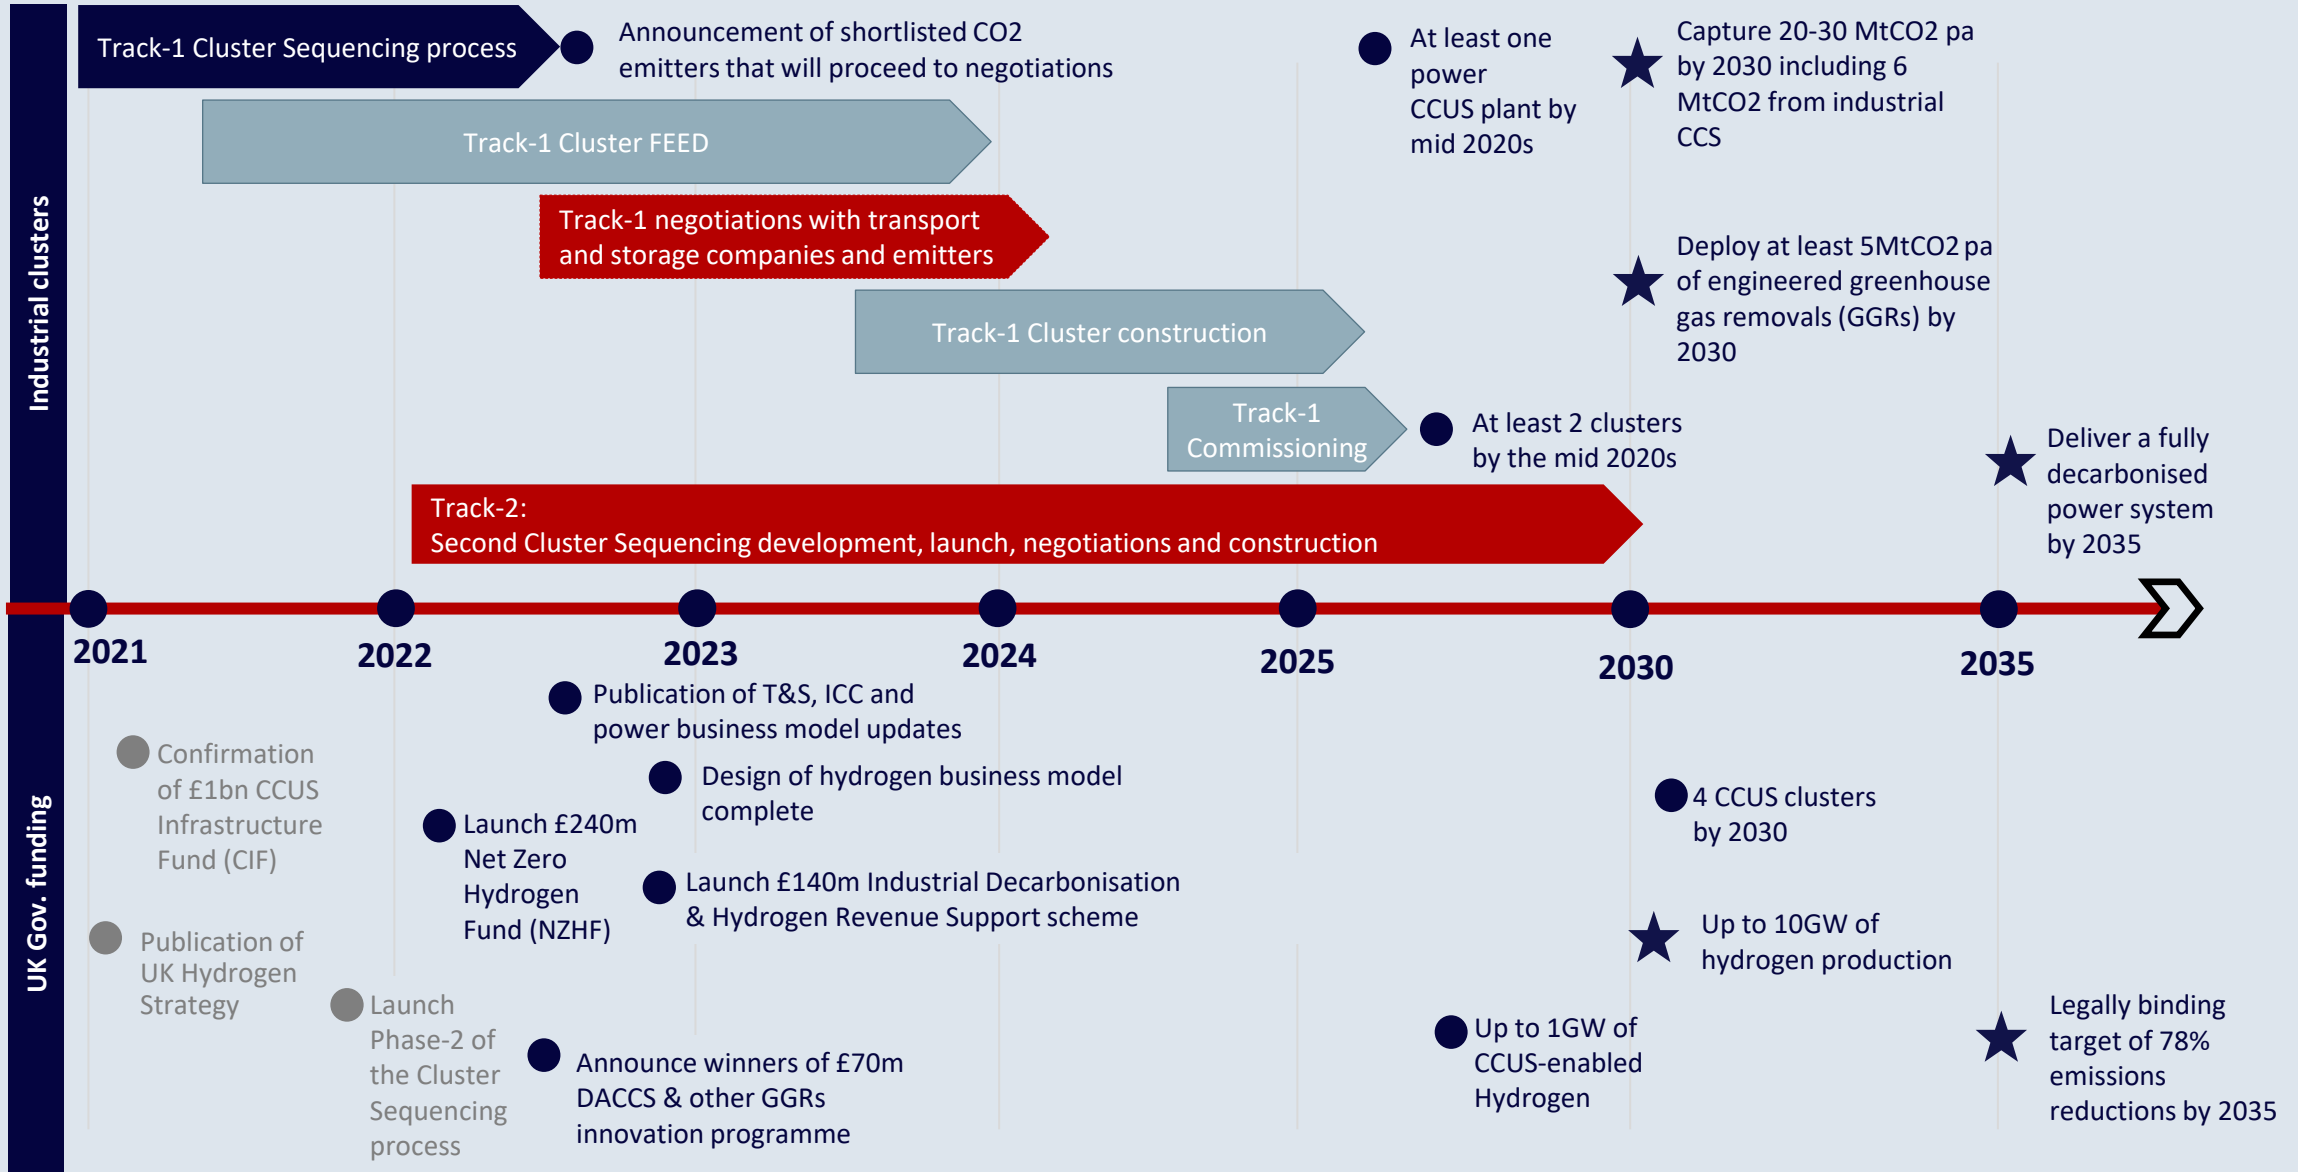 Industrial clusters
Track-1 Cluster Sequencing process
Announcement of shortlisted CO2
emitters that will proceed to negotiations
At least one
power
CCUS plant by
mid 2020s
Capture 20-30 MtCO2 pa
by 2030 including 6
MtCO2 from industrial
CCS
Track-1 Cluster FEED
Track-1 negotiations with transport
and storage companies and emitters
Deploy at least 5MtCO2 pa
of engineered greenhouse
gas removals (GGRs) by
2030
Track-1 Cluster construction
Track-1
Commissioning
At least 2 clusters
by the mid 2020s
Deliver a fully
decarbonised
power system
by 2035
Track-2:
Second Cluster Sequencing development, launch, negotiations and construction
2021
2022
2023
2024
2025
2030
2035
UK Gov. funding
Publication of T&S, ICC and
power business model updates
Confirmation
of £1bn CCUS
Infrastructure
Fund (CIF)
Design of hydrogen business model
complete
Launch £240m
Net Zero
Hydrogen
Fund (NZHF)
4 CCUS clusters
by 2030
Launch £140m Industrial Decarbonisation
& Hydrogen Revenue Support scheme
Publication of
UK Hydrogen
Strategy
Up to 10GW of
hydrogen production
Launch
Phase-2 of
the Cluster
Sequencing
process
Announce winners of £70m
DACCS & other GGRs
innovation programme
Up to 1GW of
CCUS-enabled
Hydrogen
Legally binding
target of 78%
emissions
reductions by 2035